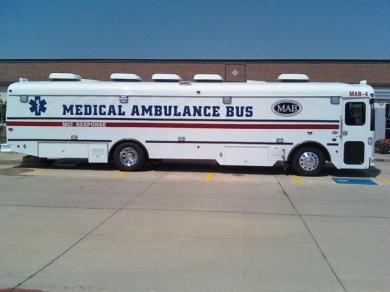 MEDICAL AMBULANCE BUS
MAB
MAB-4
MCI RESPONSE